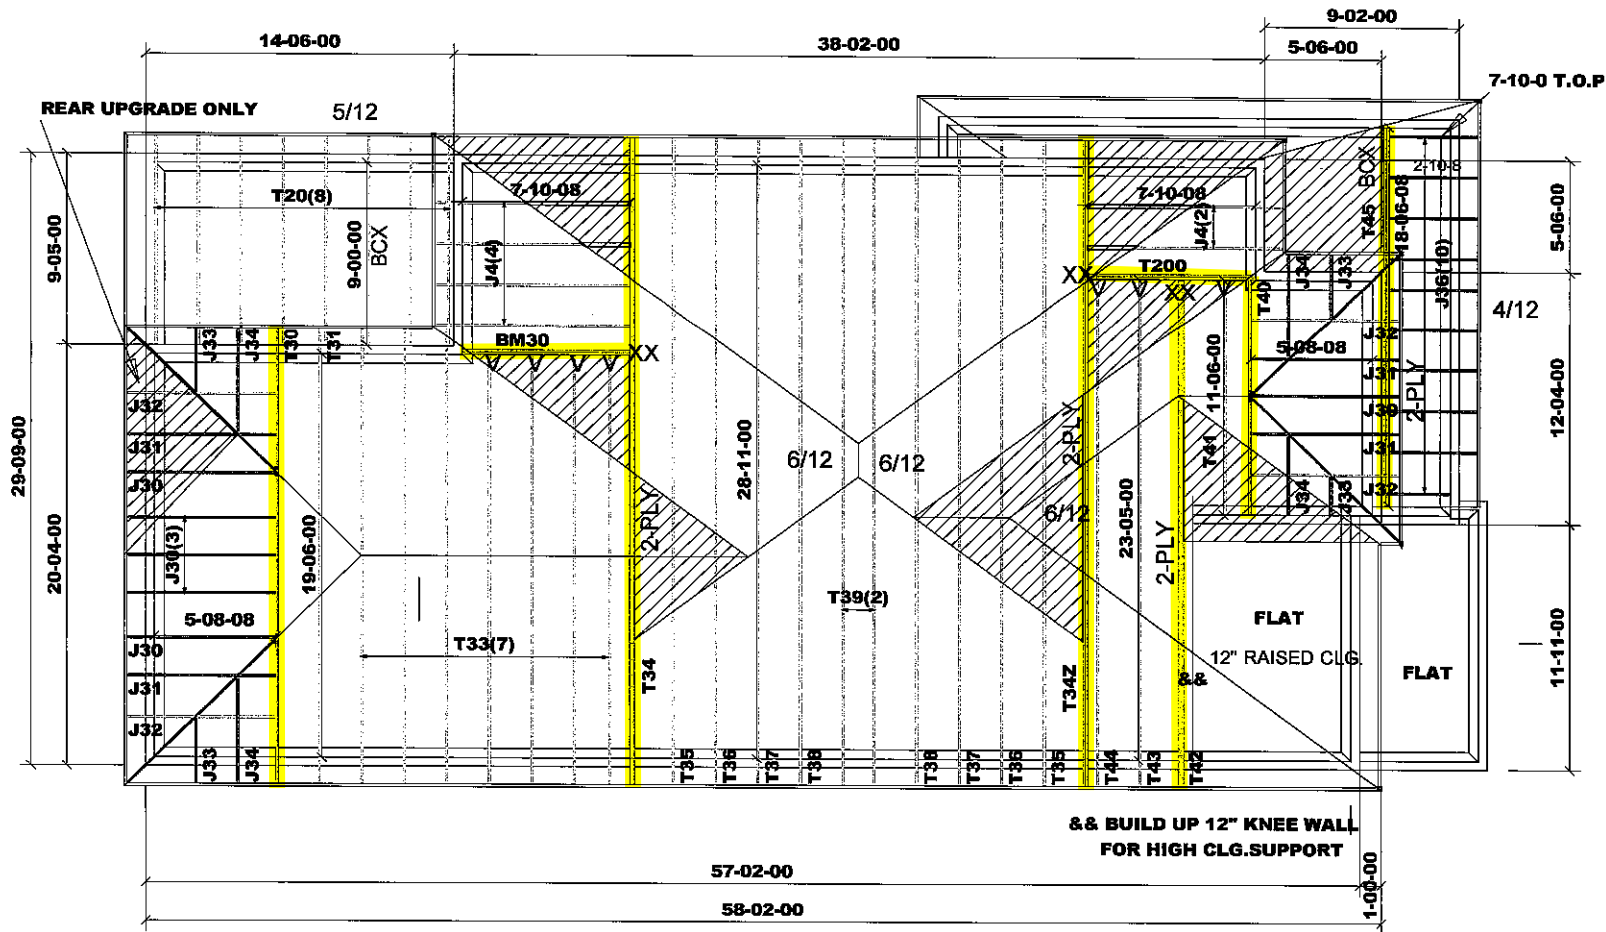 9-02-00
14-06-00
38-02-00
5-06-00
7-10-0 T.O.P
REAR UPGRADE ONLY
5/12
T20(8)
7-10-08
7-10-08
BCX
T45
18-06-08
2-10-8
5-06-00
9-05-00
9-00-00
BCX
J4(4)
J4(2)
T200
XX
XX
J34
J33
T40
J36(10)
4/12
J33
J34
T30
T31
BM30
XX
V V V V
V V V
J32
5-08-08
J31
J30
J31
J32
2-PLY
11-06-00
12-04-00
J32
J31
J30
29-09-00
20-04-00
J30(3)
19-06-00
2-PLY
28-11-00
6/12
6/12
2-PLY
6/12
T41
J34
23-05-00
2-PLY
5-08-08
T33(7)
T39(2)
FLAT
12" RAISED CLG.
FLAT
11-11-00
&&
J30
J31
J32
J33
J34
T34
T35
T36
T37
T38
T38
T37
T36
T35
T34Z
T44
T43
T42
&& BUILD UP 12" KNEE WALL
FOR HIGH CLG.SUPPORT
57-02-00
1-00-00
58-02-00